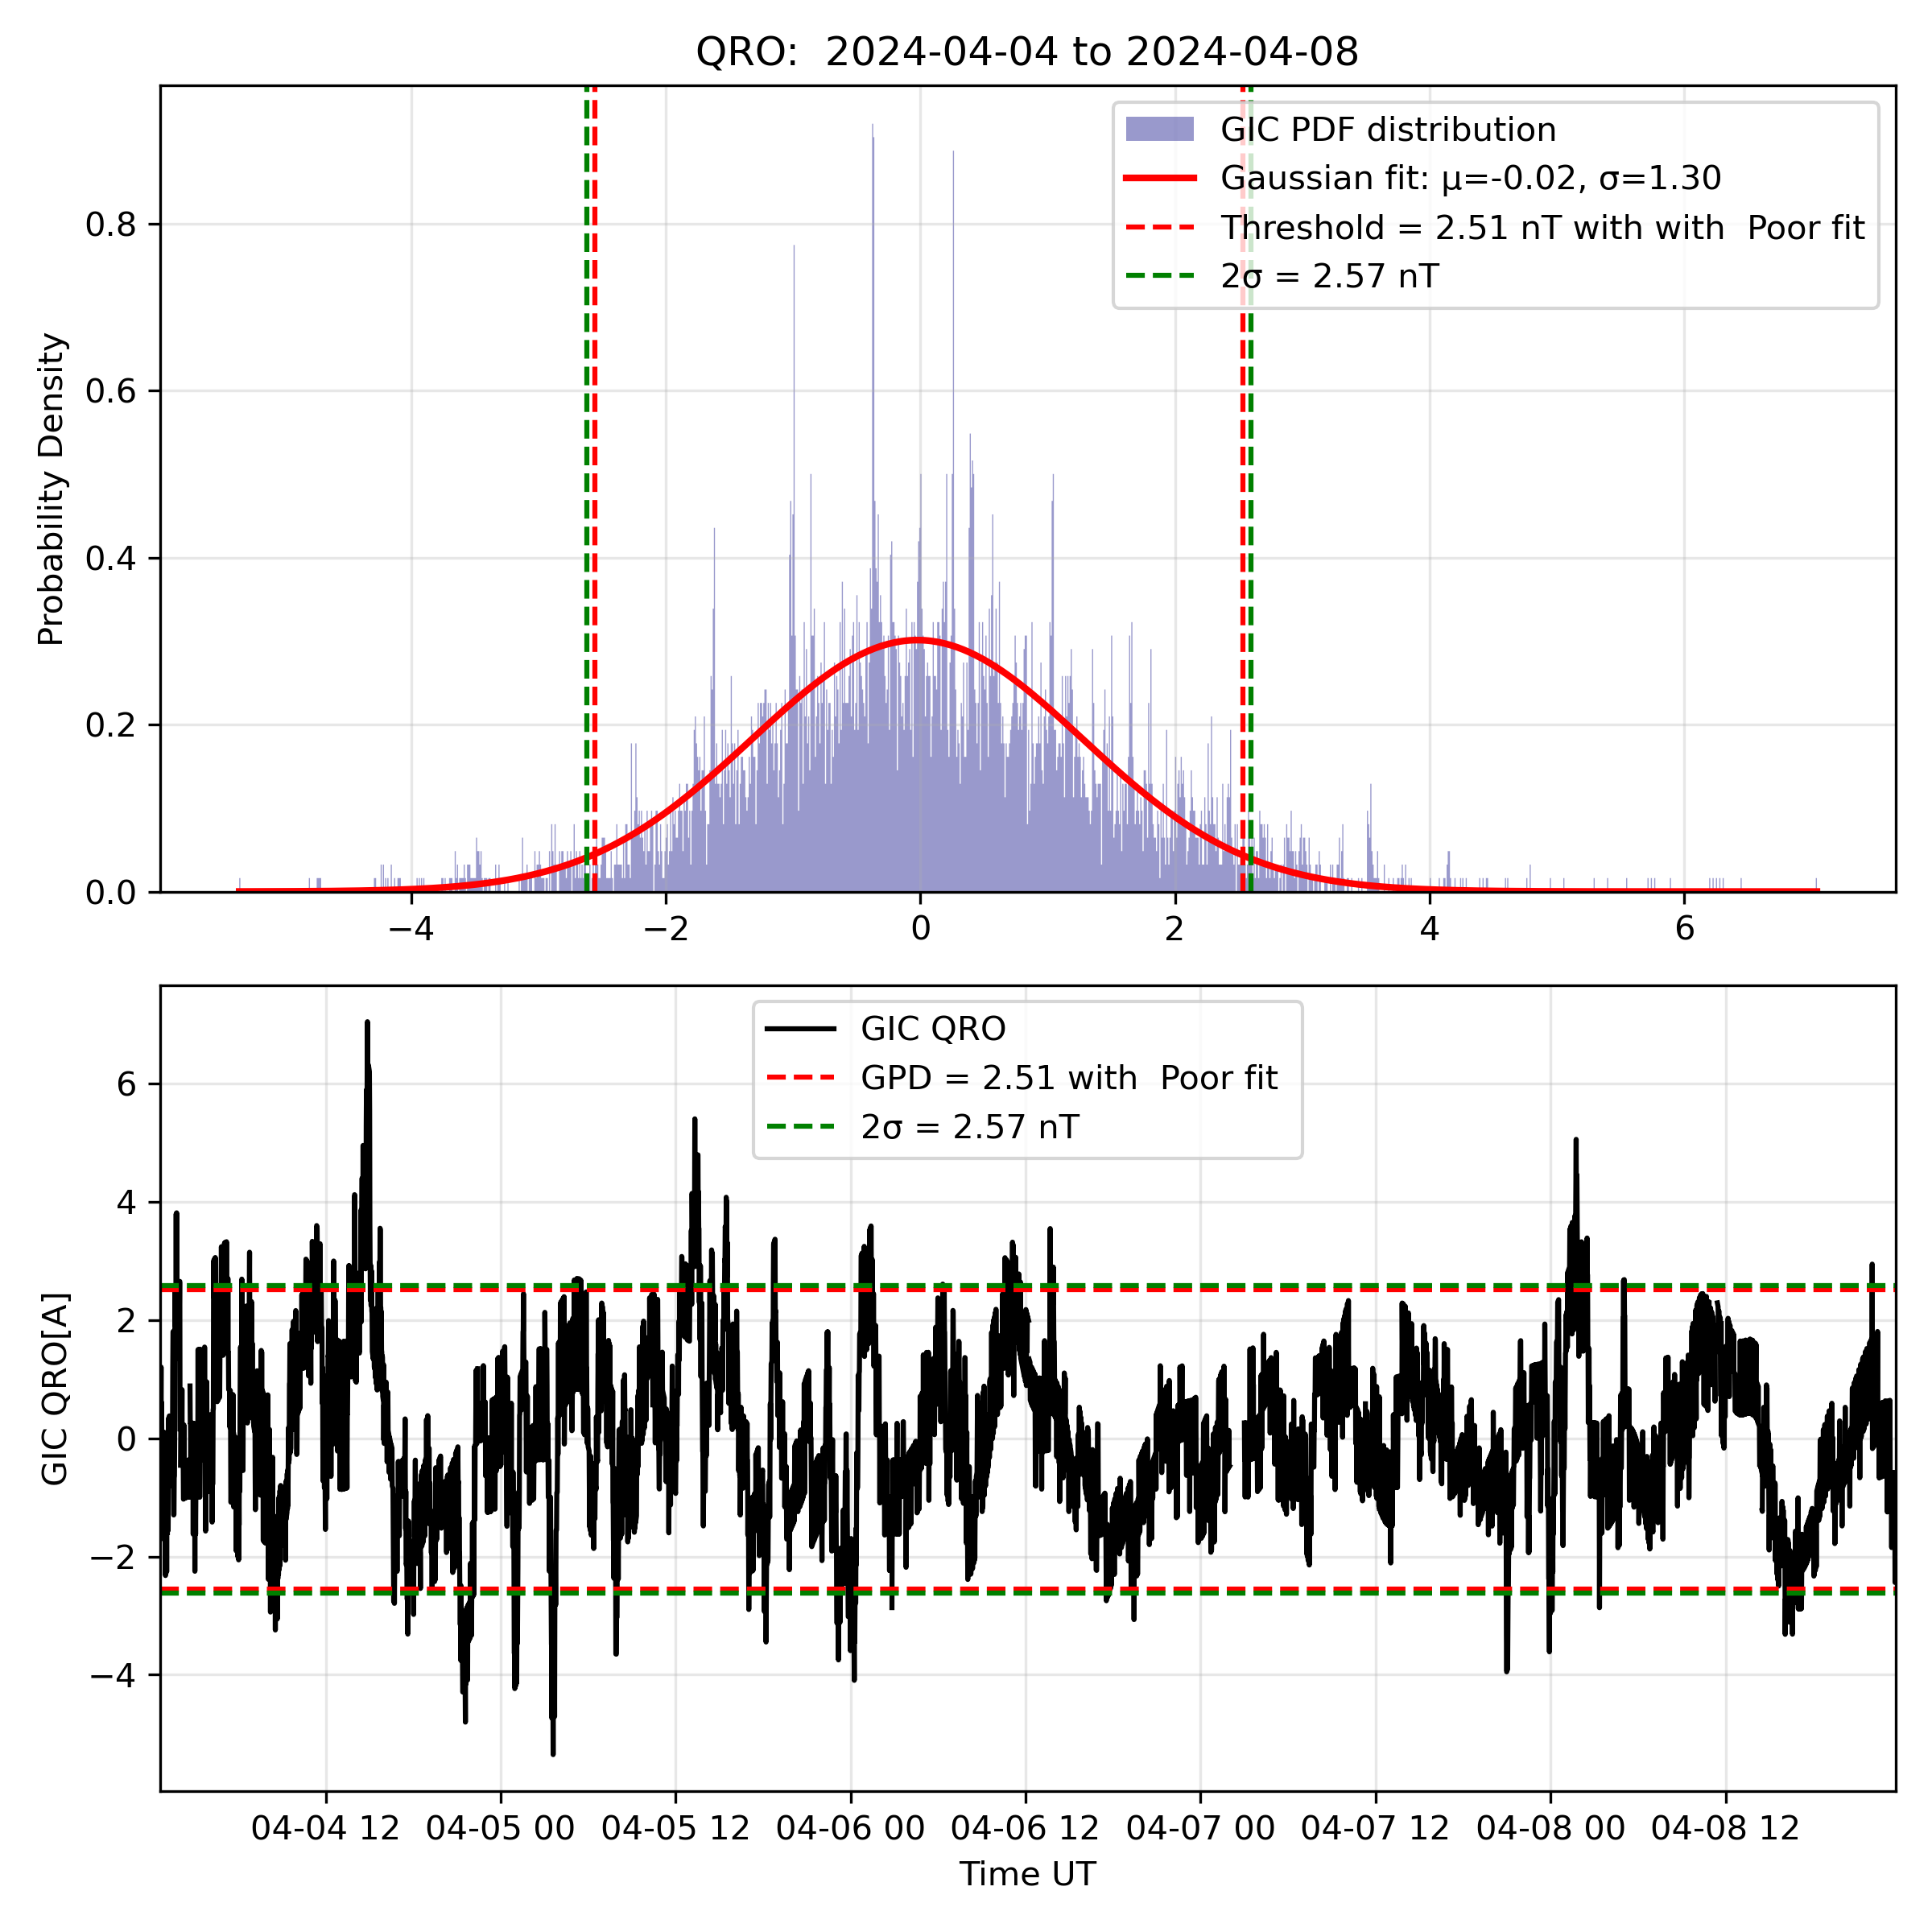 QRO:  2024-04-04 to 2024-04-08
GIC PDF distribution
Gaussian fit: μ=-0.02, σ=1.30
Threshold = 2.51 nT with with  Poor fit
2σ = 2.57 nT
Probability Density
0.8
0.6
0.4
0.2
0.0
−4 −2 0 2 4 6
GIC QRO
GPD = 2.51 with  Poor fit
2σ = 2.57 nT
GIC QRO[A]
6
4
2
0
−2
−4
04-04 12 04-05 00 04-05 12 04-06 00 04-06 12 04-07 00 04-07 12 04-08 00 04-08 12
Time UT